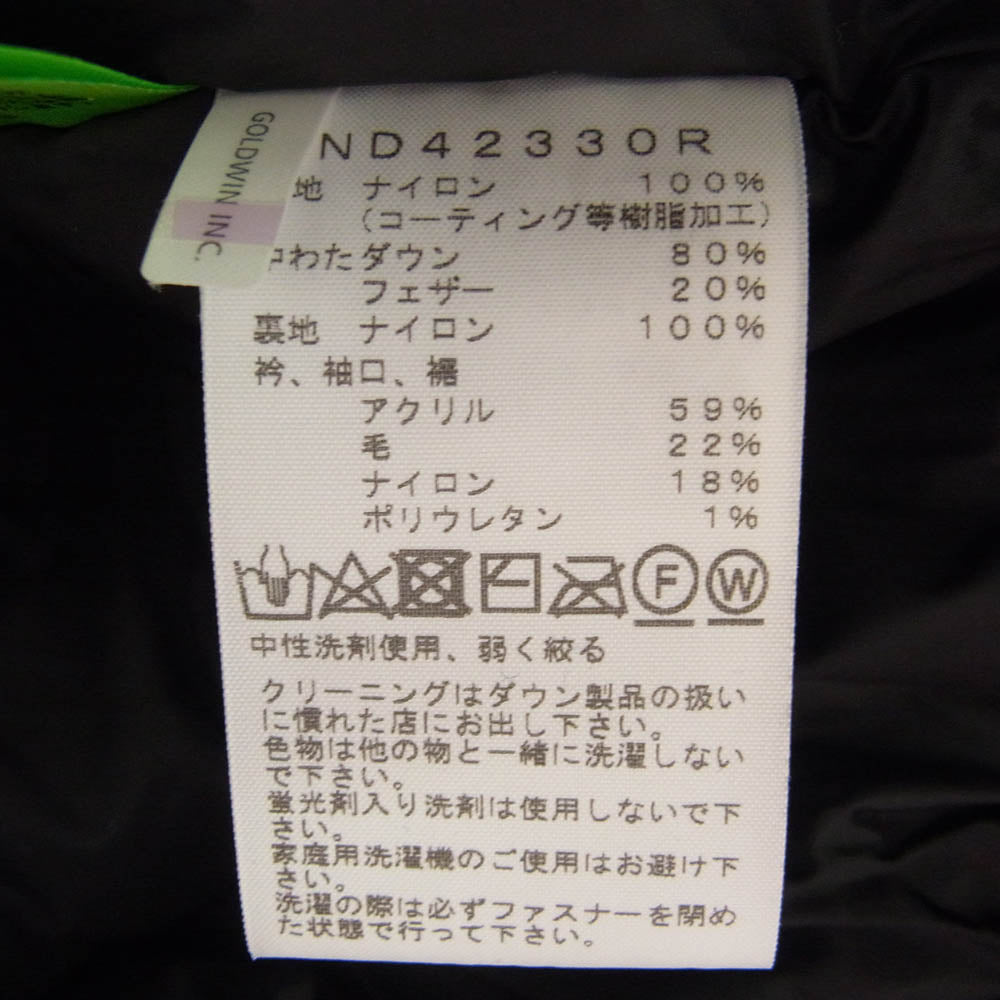 GOLDWIN INC.
ND42330R
地 ナイロン 100%
(コーティング等樹脂加工)
中わたダウン 80%
フェザー 20%
裏地 ナイロン 100%
衿、袖口、裾
アクリル 59%
毛 22%
ナイロン 18%
ポリウレタン 1%
F W
中性洗剤使用、弱く絞る
クリーニングはダウン製品の扱い
に慣れた店にお出し下さい。
色物は他の物と一緒に洗濯しない
で下さい。
蛍光剤入り洗剤は使用しないで下
さい。
家庭用洗濯機のご使用はお避け下
さい。
洗濯の際は必ずファスナーを閉め
た状態で行って下さい。